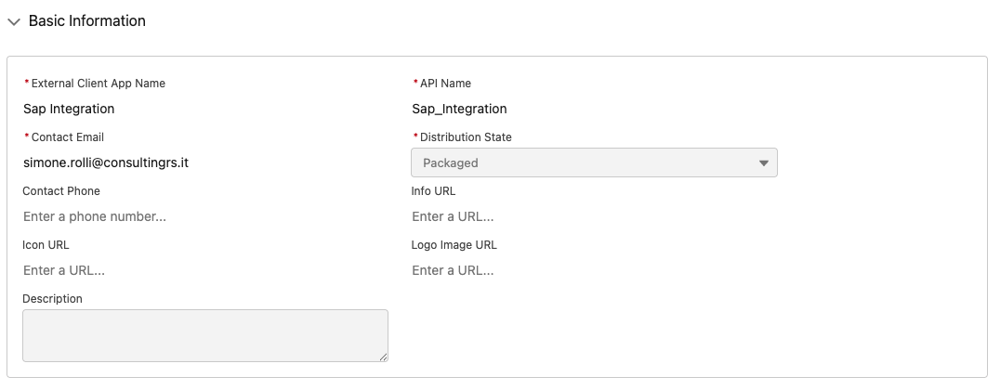 Basic Information
* External Client App Name
* API Name
Sap Integration
Sap_Integration
* Contact Email
* Distribution State
simone.rolli@consultingrs.it
Packaged
Contact Phone
Info URL
Enter a phone number...
Enter a URL...
Icon URL
Logo Image URL
Enter a URL...
Enter a URL...
Description